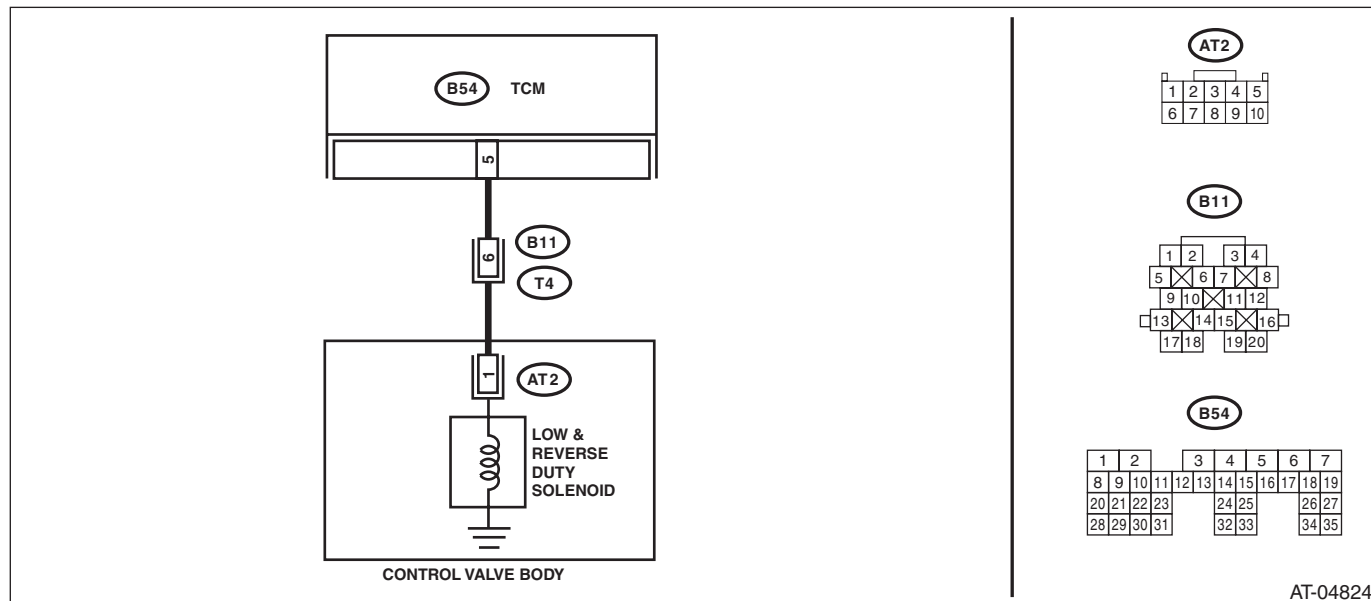 B54 TCM
5
6
B11
T4
1
AT2
LOW &
REVERSE
DUTY
SOLENOID
CONTROL VALVE BODY
AT2
1 2 3 4 5
6 7 8 9 10
B11
1 2 3 4
5 6 7 8
9 10 11 12
13 14 15 16
17 18 19 20
B54
1 2 3 4 5 6 7
8 9 10 11 12 13 14 15 16 17 18 19
20 21 22 23 24 25 26 27
28 29 30 31 32 33 34 35
AT-04824